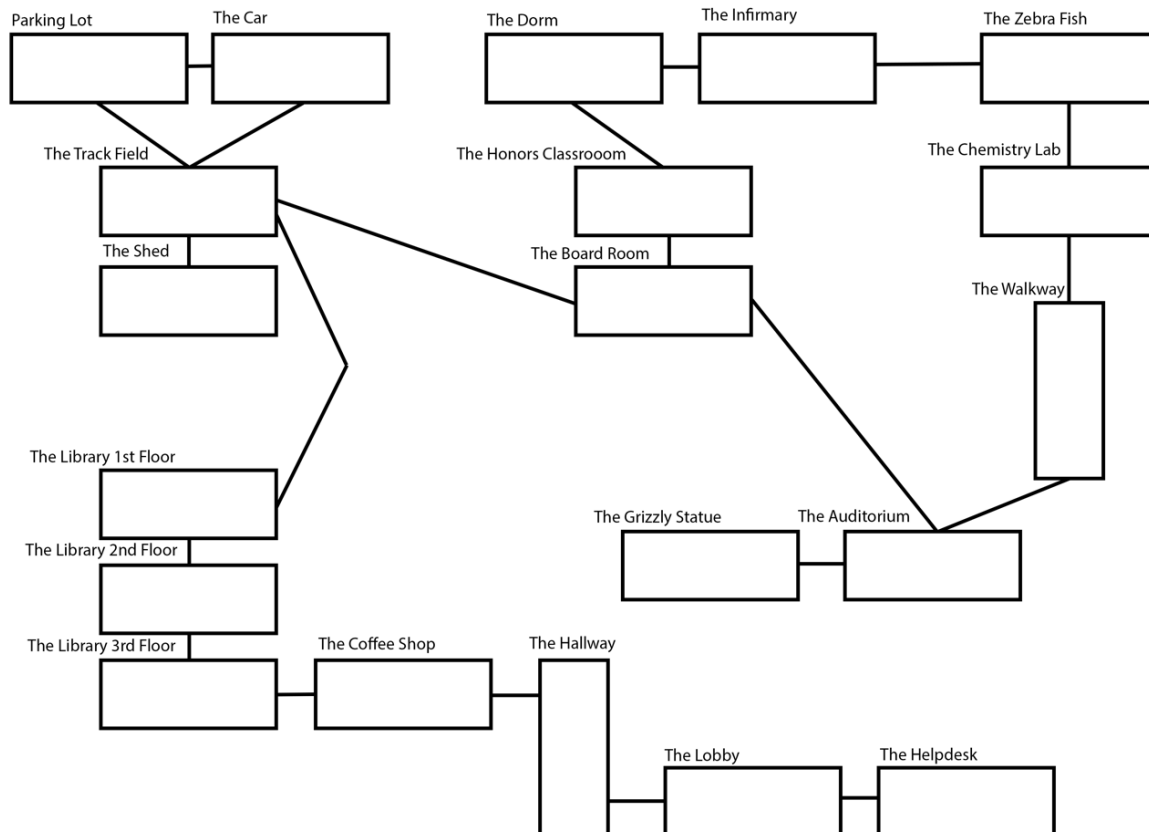 Parking Lot
The Car
The Dorm
The Infirmary
The Zebra Fish
The Track Field
The Honors Classrooom
The Chemistry Lab
The Shed
The Board Room
The Walkway
The Library 1st Floor
The Grizzly Statue
The Auditorium
The Library 2nd Floor
The Library 3rd Floor
The Coffee Shop
The Hallway
The Lobby
The Helpdesk